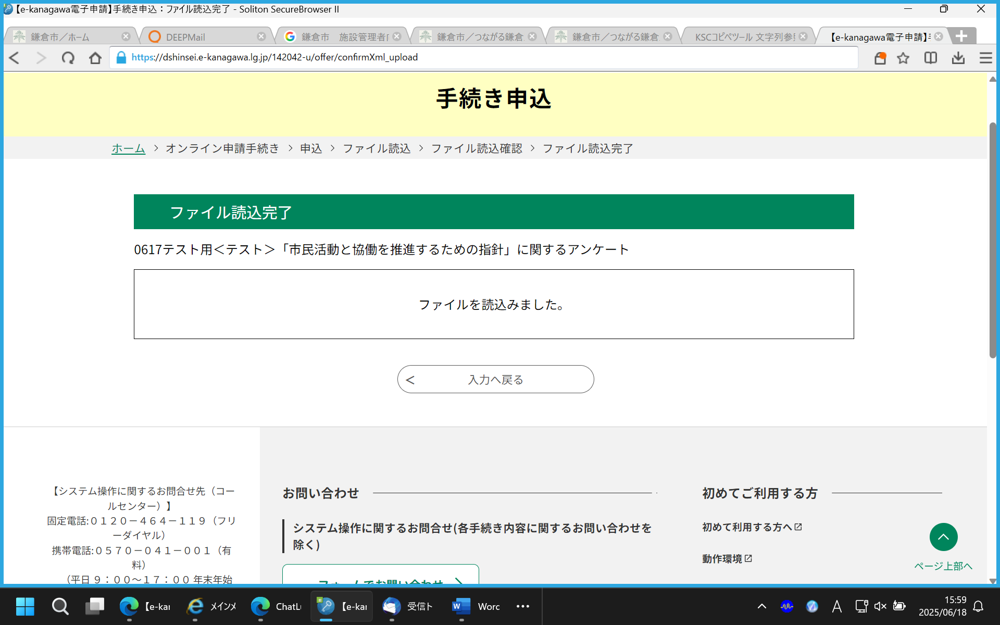 【e-kanagawa電子申請】手続き申込：ファイル読込完了 - Soliton SecureBrowser II
鎌倉市／ホーム
DEEPMail
鎌倉市　施設管理者
鎌倉市／つながる鎌倉
鎌倉市／つながる鎌倉
KSCコピペツール 文字列参
【e-kanagawa電子申請】
https://dshinsei.e-kanagawa.lg.jp/142042-u/offer/confirmXml_upload
手続き申込
ホーム > オンライン申請手続き > 申込 > ファイル読込 > ファイル読込確認 > ファイル読込完了
ファイル読込完了
0617テスト用＜テスト＞「市民活動と協働を推進するための指針」に関するアンケート
ファイルを読込みました。
< 入力へ戻る
【システム操作に関するお問合せ先（コー
ルセンター）】
固定電話:０１２０－４６４－１１９（フリ
ーダイヤル）
携帯電話:０５７０－０４１－００１（有
料）
（平日 ９：００～１７：００ 年末年始
お問い合わせ
システム操作に関するお問合せ(各手続き内容に関するお問い合わせを
除く)
フォームでお問い合わせ
初めてご利用する方
初めて利用する方へ
動作環境
ページ上部へ
【e-kar
メインメ
ChatLu
【e-kar
受信ト
Worc
A
15:59
2025/06/18